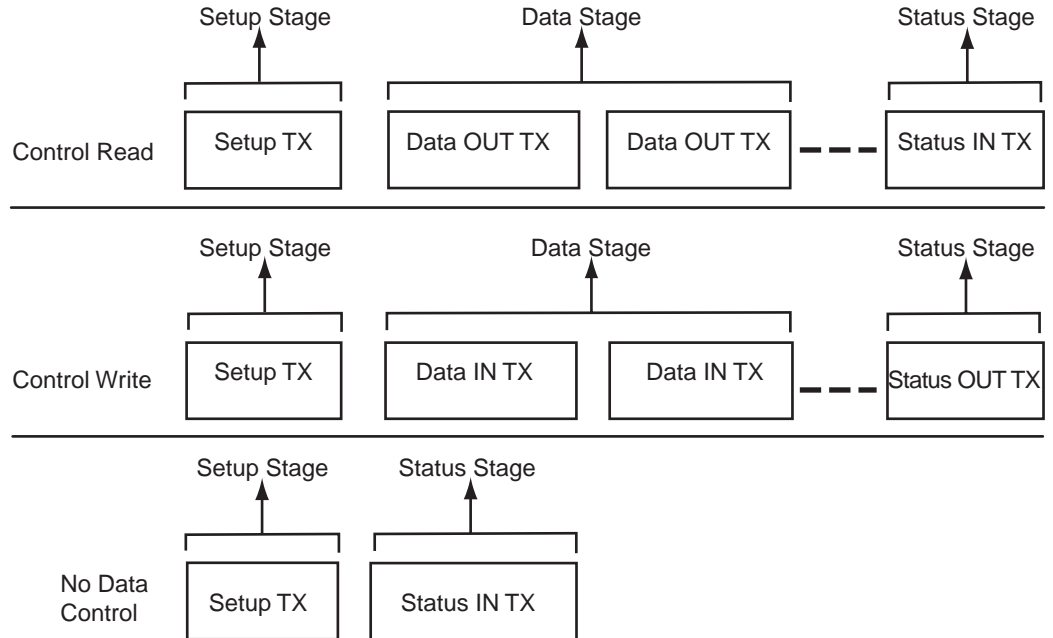 Setup Stage Data Stage Status Stage
Control Read Setup TX Data OUT TX Data OUT TX Status IN TX
Setup Stage Data Stage Status Stage
Control Write Setup TX Data IN TX Data IN TX Status OUT TX
Setup Stage Status Stage
No Data
Control
Setup TX Status IN TX